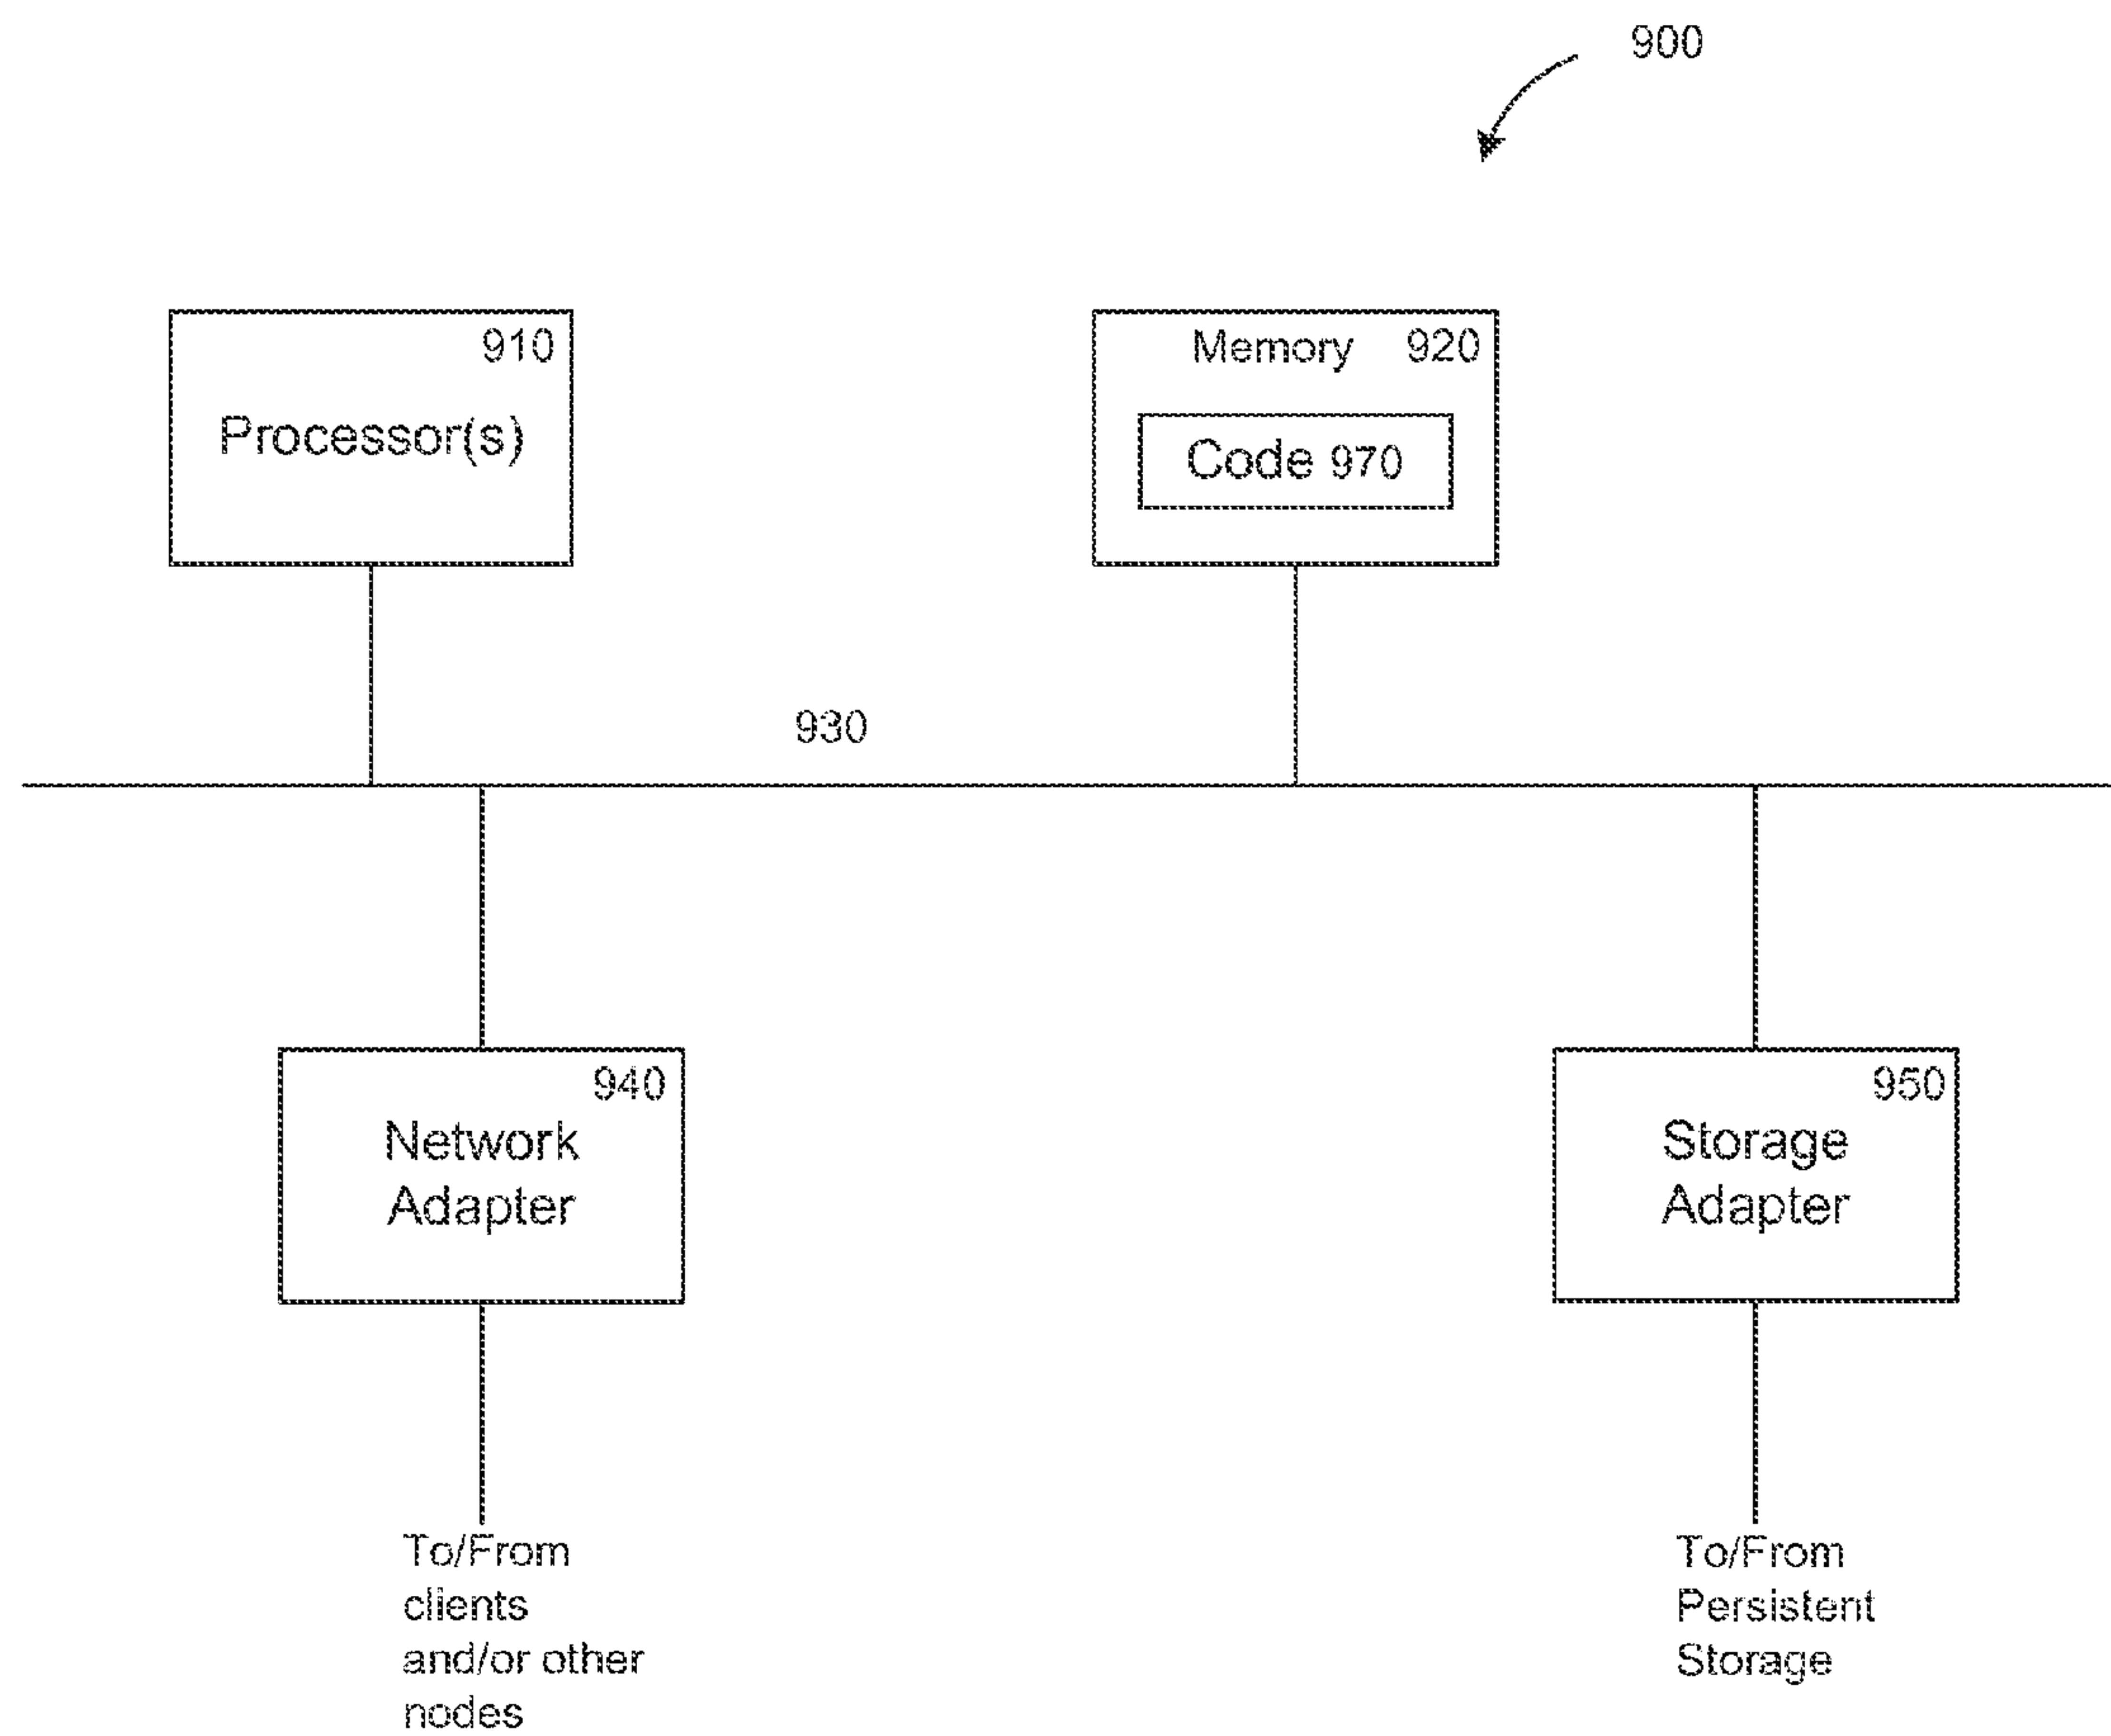 900
910
Processor(s)
Memory 920
Code 970
930
940
Network
Adapter
950
Storage
Adapter
To/From
clients
and/or other
nodes
To/From
Persistent
Storage